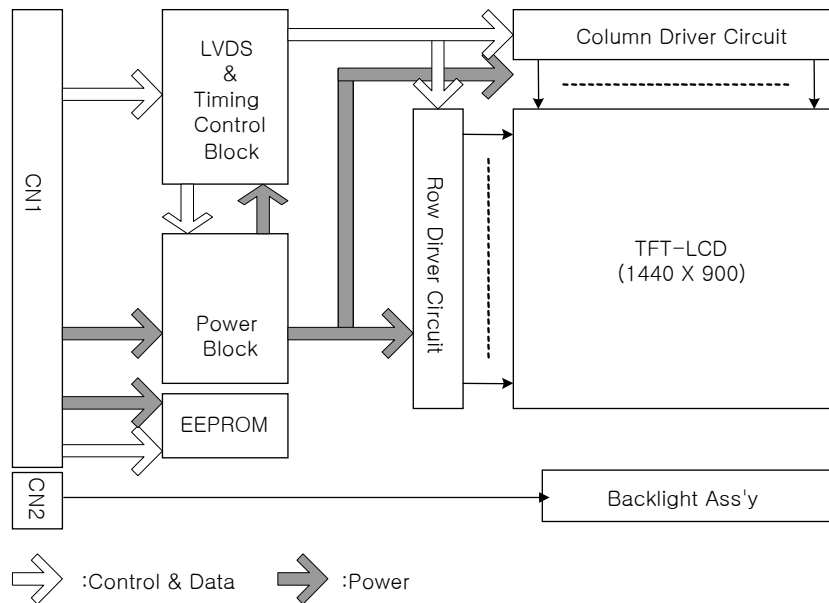 CN1
LVDS
&
Timing
Control
Block
Column Driver Circuit
Row Dirver Circuit
TFT-LCD
(1440 X 900)
Power
Block
EEPROM
CN2
Backlight Ass'y
:Control & Data
:Power